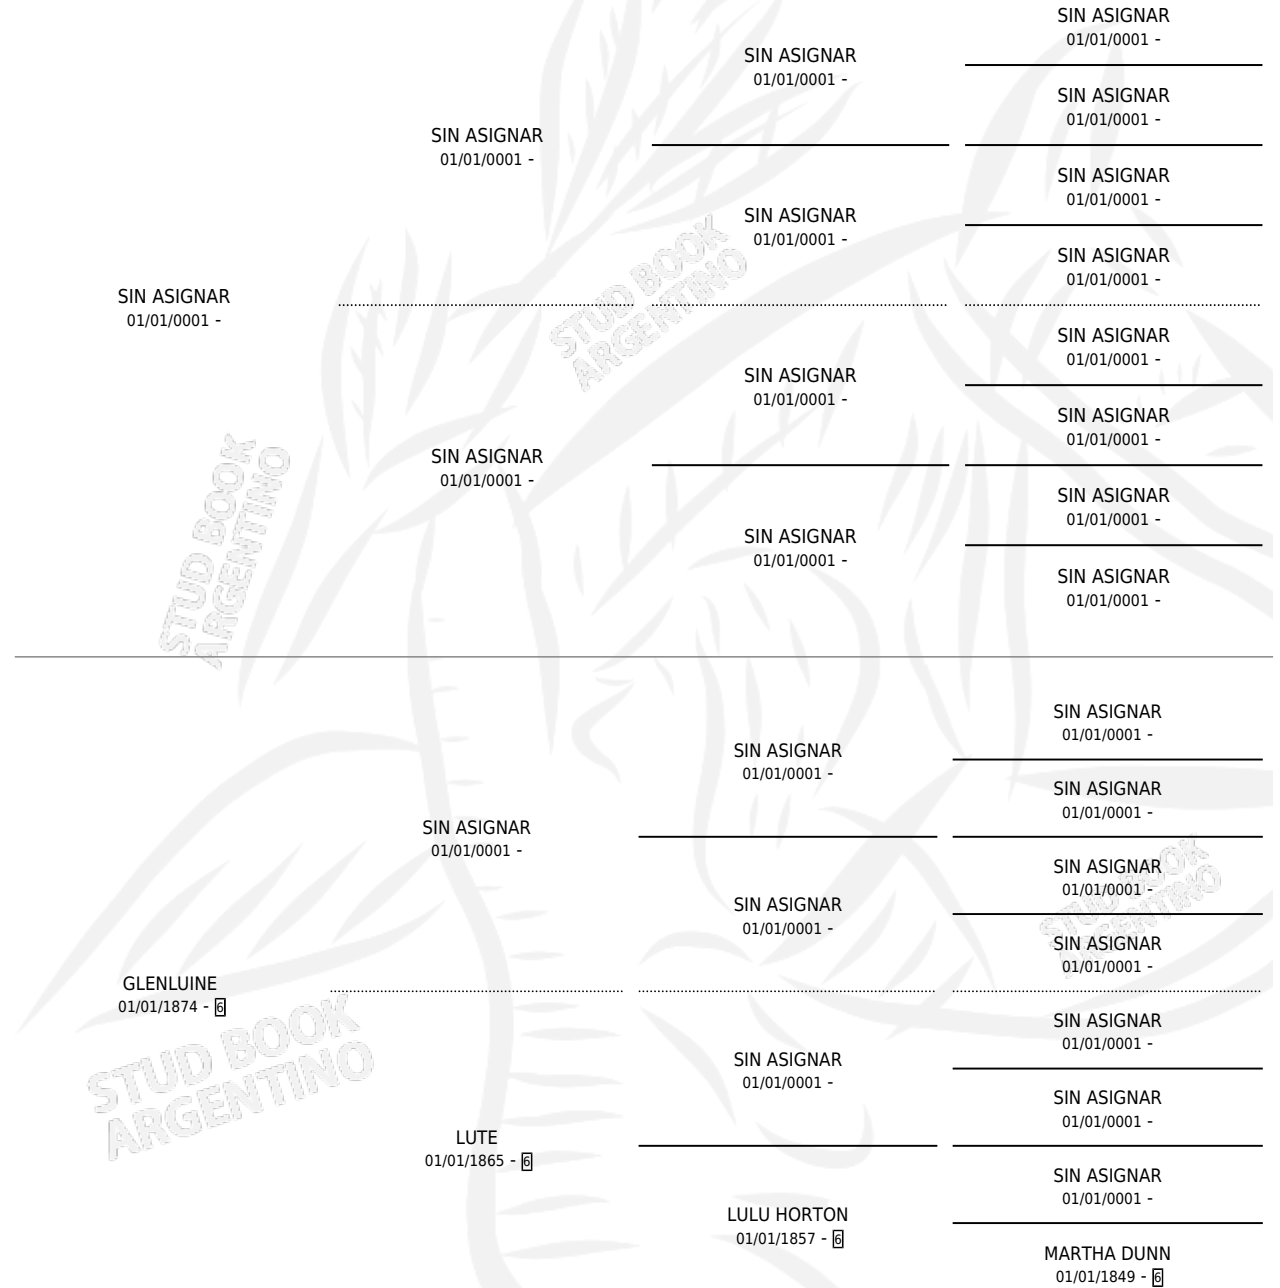 SIN ASIGNAR
01/01/0001 -
SIN ASIGNAR
01/01/0001 -
SIN ASIGNAR
01/01/0001 -
SIN ASIGNAR
01/01/0001 -
SIN ASIGNAR
01/01/0001 -
SIN ASIGNAR
01/01/0001 -
SIN ASIGNAR
01/01/0001 -
STUD BOOK
ARGENTINO
SIN ASIGNAR
01/01/0001 -
SIN ASIGNAR
01/01/0001 -
SIN ASIGNAR
01/01/0001 -
SIN ASIGNAR
01/01/0001 -
SIN ASIGNAR
01/01/0001 -
SIN ASIGNAR
01/01/0001 -
STUD BOOK
ARGENTINO
SIN ASIGNAR
01/01/0001 -
SIN ASIGNAR
01/01/0001 -
SIN ASIGNAR
01/01/0001 -
SIN ASIGNAR
01/01/0001 -
SIN ASIGNAR
01/01/0001 -
SIN ASIGNAR
01/01/0001 -
SIN ASIGNAR
01/01/0001 -
SIN ASIGNAR
01/01/0001 -
STUD BOOK
ARGENTINO
SIN ASIGNAR
01/01/0001 -
SIN ASIGNAR
01/01/0001 -
GLENLUINE
01/01/1874 - 6
STUD BOOK
ARGENTINO
SIN ASIGNAR
01/01/0001 -
SIN ASIGNAR
01/01/0001 -
SIN ASIGNAR
01/01/0001 -
LUTE
01/01/1865 - 6
SIN ASIGNAR
01/01/0001 -
LULU HORTON
01/01/1857 - 6
MARTHA DUNN
01/01/1849 - 6